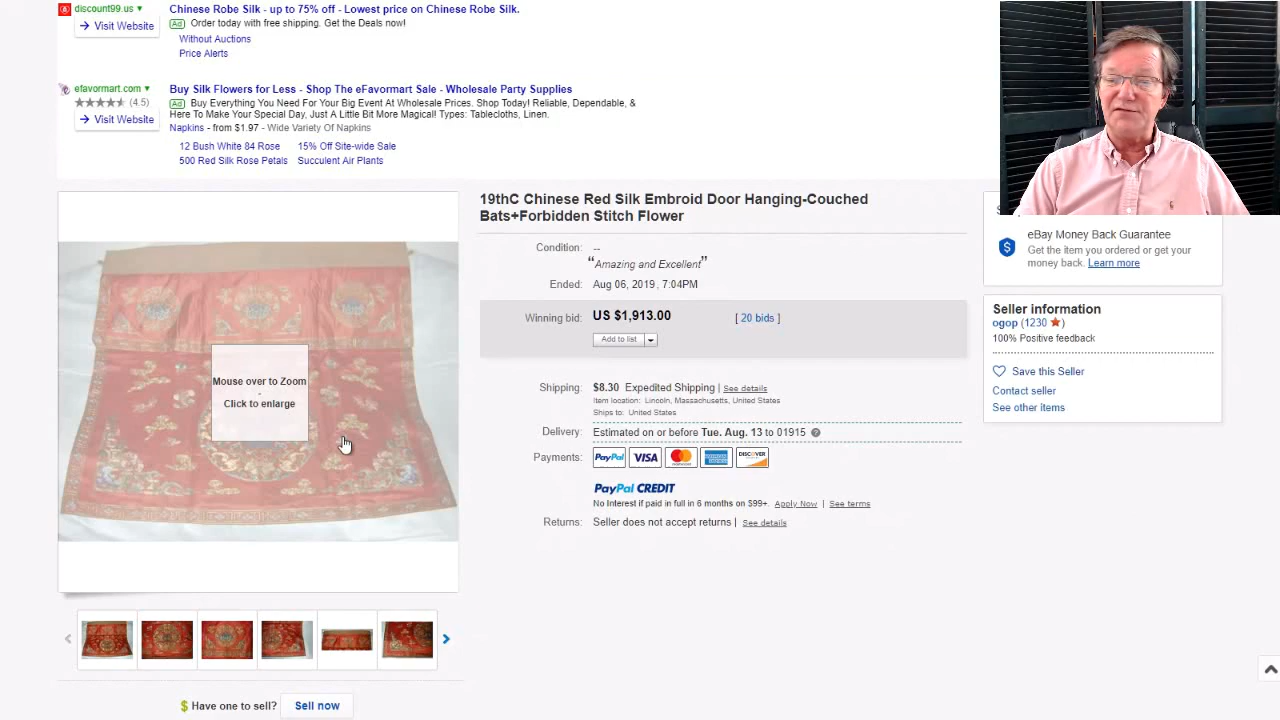 discount99.us
Chinese Robe Silk - up to 75% off - Lowest price on Chinese Robe Silk.
Visit Website
Ad Order today with free shipping. Get the Deals now!
Without Auctions
Price Alerts
efavormart.com
Buy Silk Flowers for Less - Shop The eFavormart Sale - Wholesale Party Supplies
(4.5)
Ad Buy Everything You Need For Your Big Event At Wholesale Prices. Shop Today! Reliable, Dependable, &
Visit Website
Here To Make Your Special Day, Just A Little Bit More Magical! Types: Tablecloths, Linen.
Napkins - from $1.97 - Wide Variety Of Napkins
12 Bush White 84 Rose 15% Off Site-wide Sale
500 Red Silk Rose Petals Succulent Air Plants
Mouse over to Zoom
-
Click to enlarge
19thC Chinese Red Silk Embroid Door Hanging-Couched
Bats+Forbidden Stitch Flower
Condition: --
“Amazing and Excellent”
Ended: Aug 06, 2019 , 7:04PM
Winning bid: US $1,913.00 [ 20 bids ]
Add to list
Shipping: $8.30 Expedited Shipping | See details
Item location: Lincoln, Massachusetts, United States
Ships to: United States
Delivery: Estimated on or before Tue. Aug. 13 to 01915
Payments: PayPal VISA MasterCard DISCOVER
PayPal CREDIT
No Interest if paid in full in 6 months on $99+. Apply Now | See terms
Returns: Seller does not accept returns | See details
eBay Money Back Guarantee
Get the item you ordered or get your
money back. Learn more
Seller information
ogop (1230 )
100% Positive feedback
Save this Seller
Contact seller
See other items
Have one to sell? Sell now